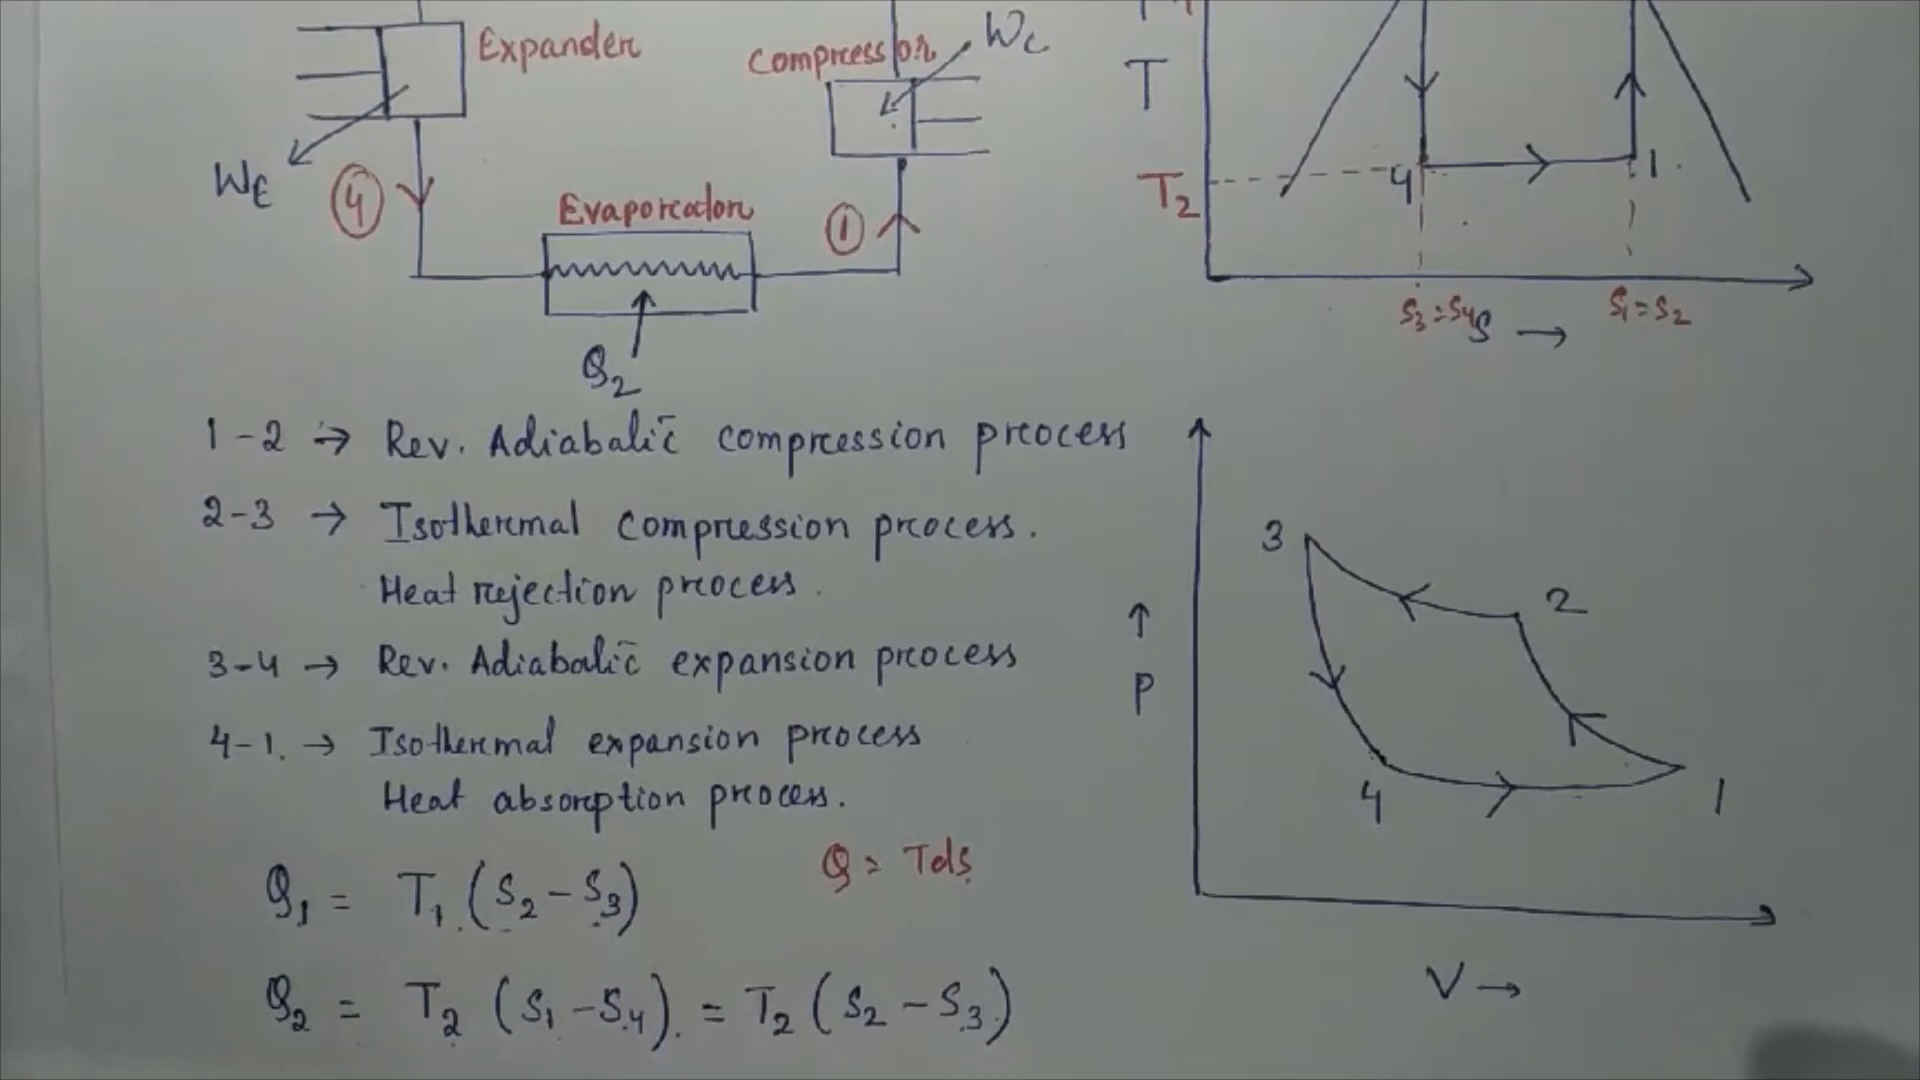 Expander
Compressor
Wc
WE
4
Evaporator
1
Q2
T
T2
4
1
S3 = S4
S →
S1 = S2
1-2 → Rev. Adiabatic compression process
2-3 → Isothermal compression process.
Heat rejection process.
3-4 → Rev. Adiabatic expansion process
4-1. → Isothermal expansion process
Heat absorption process.
Q = Tds
Q1 = T1 (S2 - S3)
Q2 = T2 (S1 - S4) = T2 (S2 - S3)
3
2
↑
P
4
1
V →